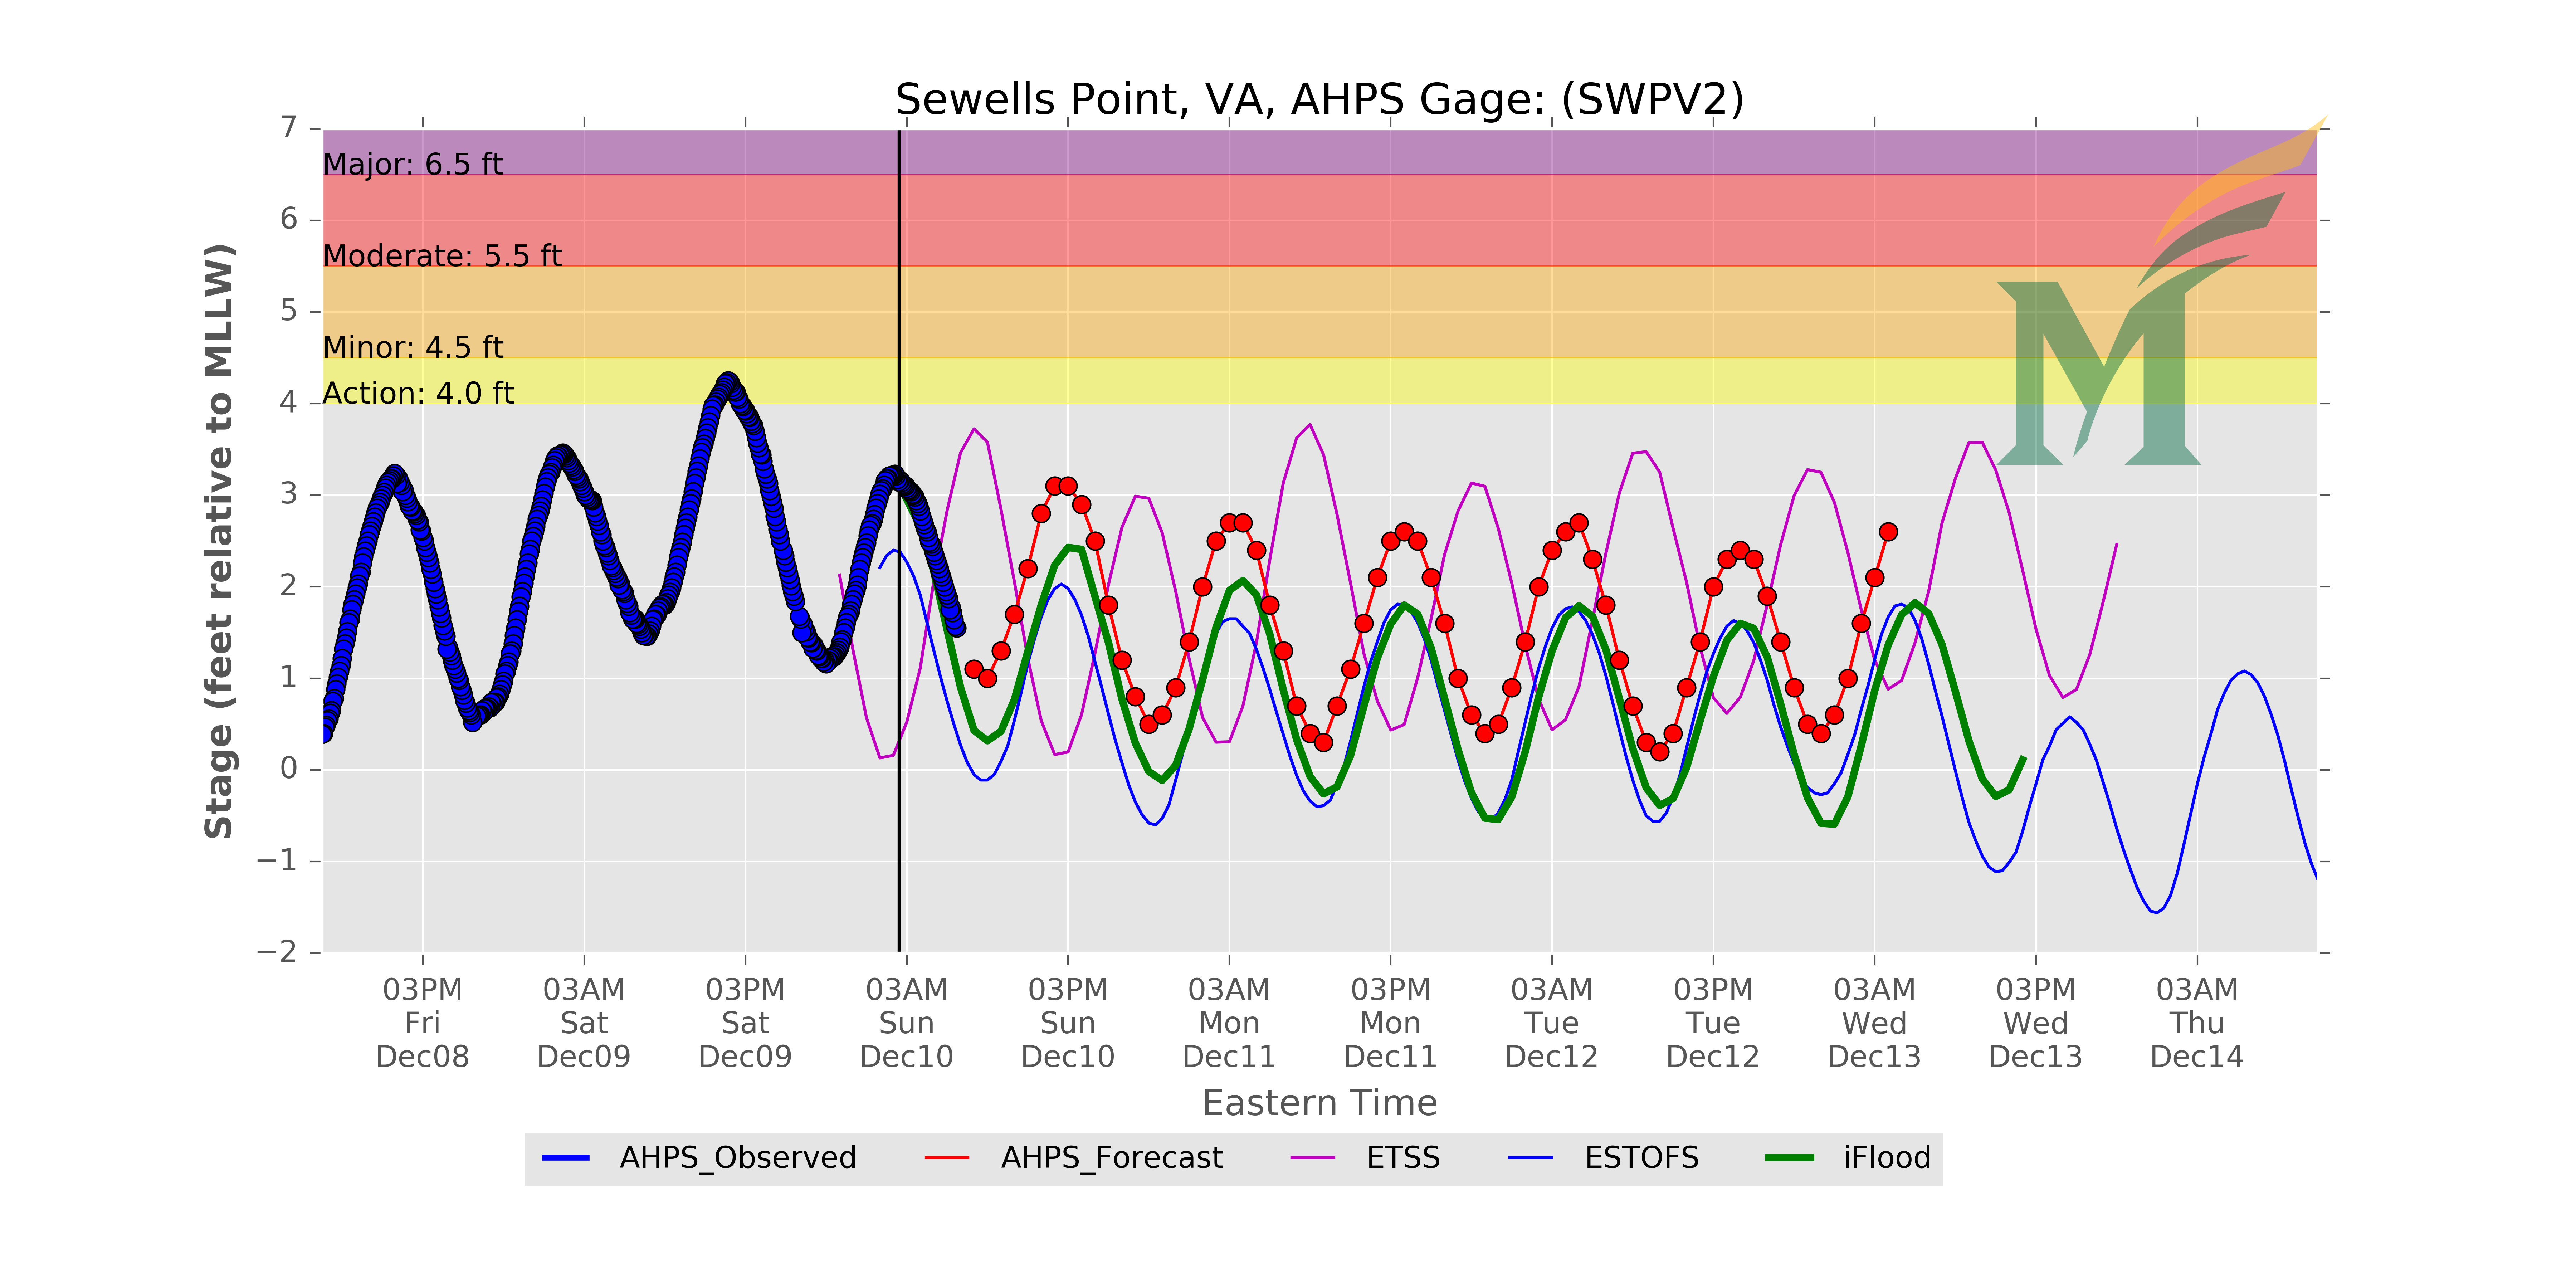 Sewells Point, VA, AHPS Gage: (SWPV2)
7
6
5
4
3
2
1
0
−1
−2
Stage (feet relative to MLLW)
Major: 6.5 ft
Moderate: 5.5 ft
Minor: 4.5 ft
Action: 4.0 ft
M
03PM
Fri
Dec08
03AM
Sat
Dec09
03PM
Sat
Dec09
03AM
Sun
Dec10
03PM
Sun
Dec10
03AM
Mon
Dec11
03PM
Mon
Dec11
03AM
Tue
Dec12
03PM
Tue
Dec12
03AM
Wed
Dec13
03PM
Wed
Dec13
03AM
Thu
Dec14
Eastern Time
AHPS_Observed
AHPS_Forecast
ETSS
ESTOFS
iFlood